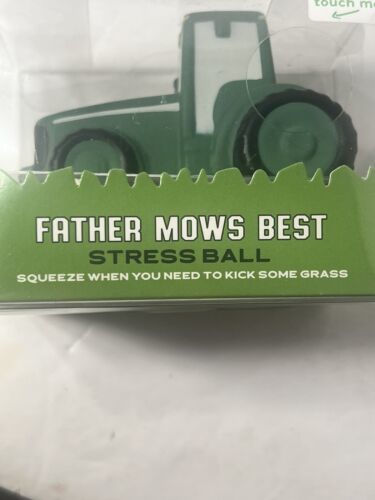 touch me
FATHER MOWS BEST
STRESS BALL
SQUEEZE WHEN YOU NEED TO KICK SOME GRASS